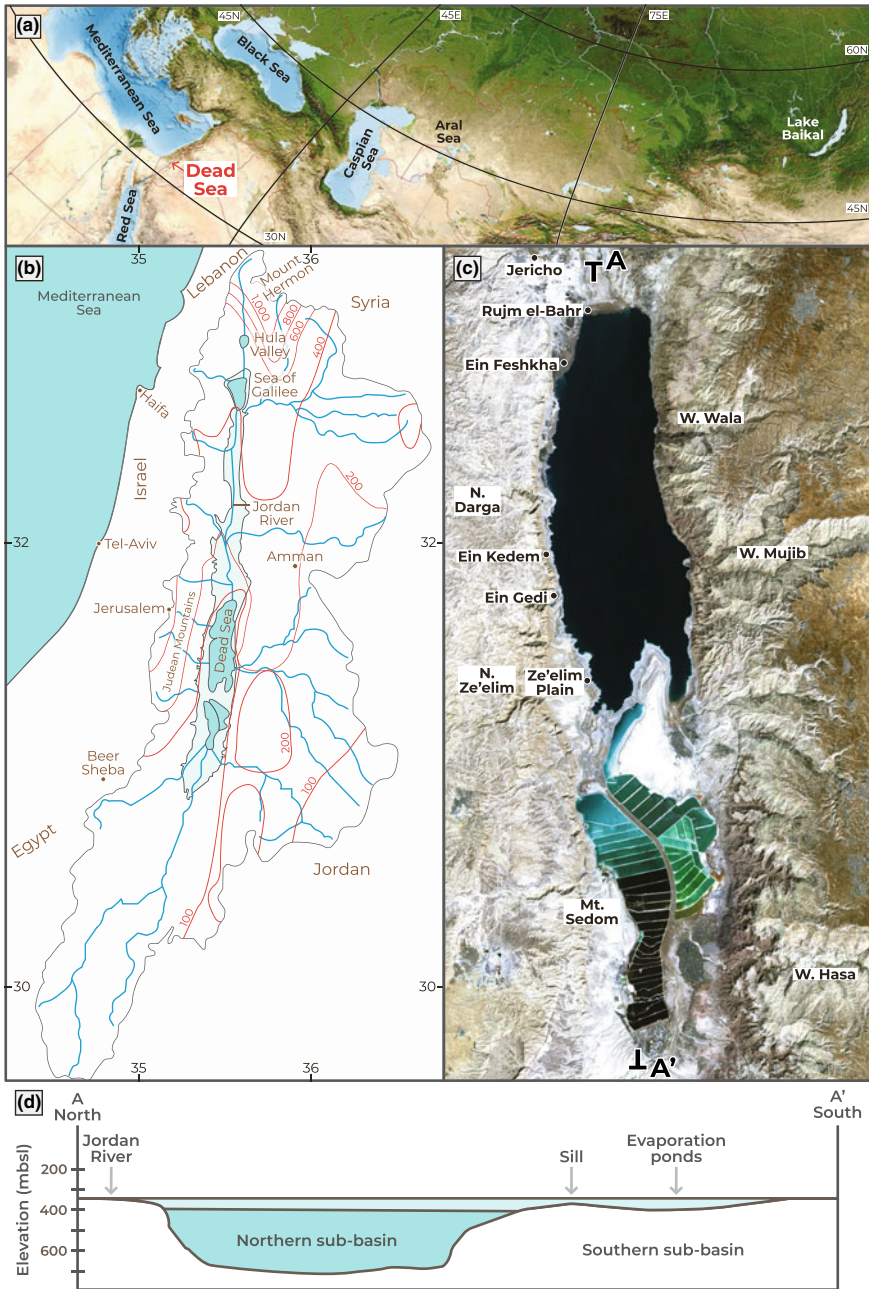 (a)
45N
45E
75E
60N
Mediterranean Sea
Black Sea
Caspian
Sea
Aral
Sea
Lake
Baikal
Dead
Sea
Red Sea
30N
45N
(b)
35
36
Lebanon
Mount
Hermon
Syria
Mediterranean
Sea
1,000
800
600
400
Hula
Valley
Sea of
Galilee
Haifa
Israel
200
Jordan
River
32
Tel-Aviv
Amman
Jerusalem
Judean Mountains
Dead Sea
200
Beer
Sheba
100
Egypt
Jordan
100
30
35
36
(c)
Jericho
A
Rujm el-Bahr
Ein Feshkha
W. Wala
N.
Darga
32
Ein Kedem
W. Mujib
Ein Gedi
N.
Ze'elim
Ze'elim
Plain
Mt.
Sedom
W. Hasa
30
A'
(d)
A
North
A'
South
Jordan
River
Sill
Evaporation
ponds
Elevation (mbsl)
200
400
600
Northern sub-basin
Southern sub-basin